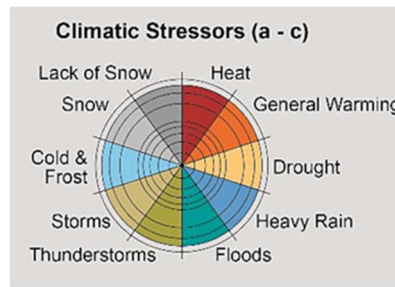 Climatic Stressors (a - c)
Lack of Snow
Heat
Snow
General Warming
Cold &
Frost
Drought
Storms
Heavy Rain
Thunderstorms
Floods